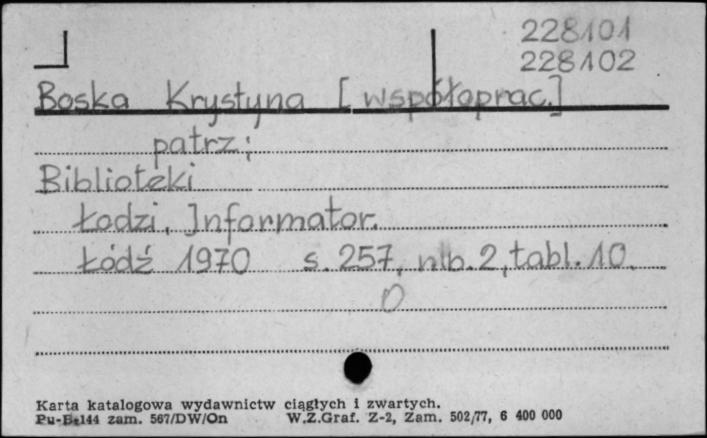 228101
228102
Boska Krystyna [współoprac.]
patrz:
Biblioteki
Łodzi, Informator.
Łódź 1970 s. 257, nlb. 2, tabl. 10.
Karta katalogowa wydawnictw ciągłych i zwartych.
Pu-B-144 zam. 567/DW/On W.Z.Graf. Z-2, Zam. 502/77, 6 400 000